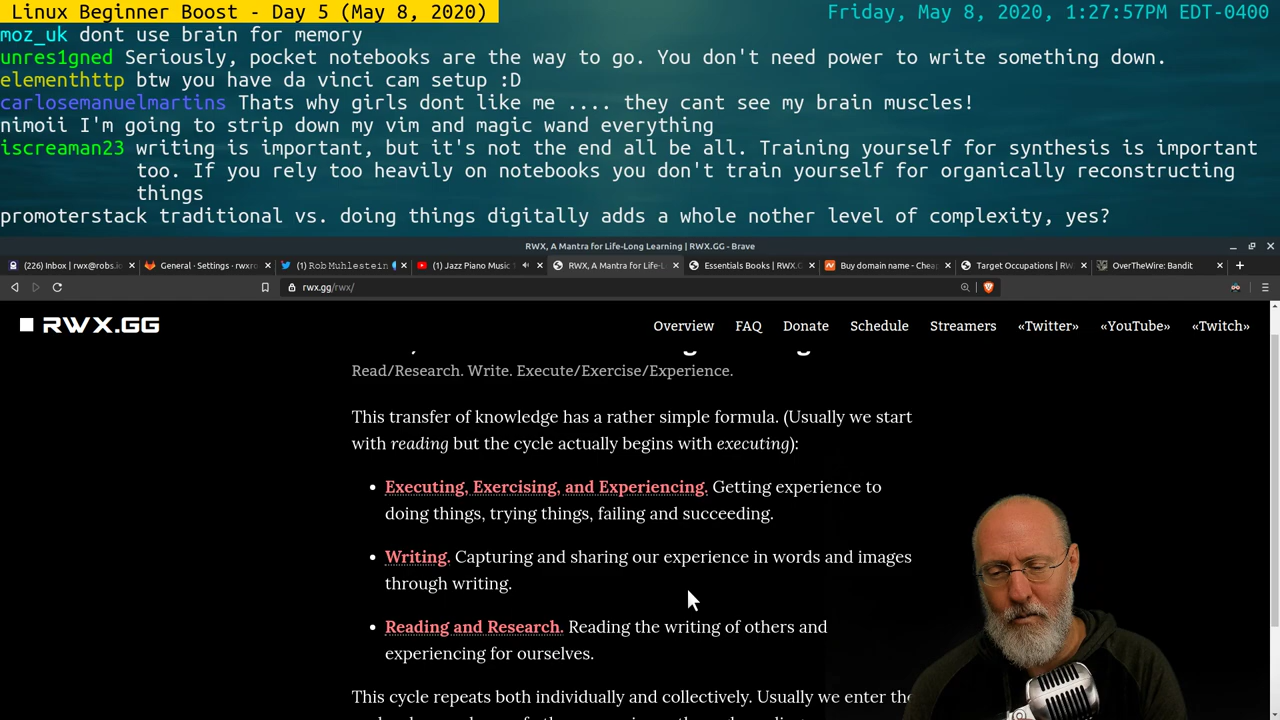 Linux Beginner Boost - Day 5 (May 8, 2020)
Friday, May 8, 2020, 1:27:57PM EDT-0400
moz_uk dont use brain for memory
unres1gned Seriously, pocket notebooks are the way to go. You don't need power to write something down.
elementhttp btw you have da vinci cam setup :D
carlosemanuelmartins Thats why girls dont like me .... they cant see my brain muscles!
nimoii I'm going to strip down my vim and magic wand everything
iscreaman23 writing is important, but it's not the end all be all. Training yourself for synthesis is important
too. If you rely too heavily on notebooks you don't train yourself for organically reconstructing
things
promoterstack traditional vs. doing things digitally adds a whole nother level of complexity, yes?
RWX, A Mantra for Life-Long Learning | RWX.GG - Brave
(226) Inbox | rwx@robs.i
General · Settings · rwxro
(1) Rob Muhlestein
(1) Jazz Piano Music
RWX, A Mantra for Life-L
Essentials Books | RWX.G
Buy domain name - Chea
Target Occupations | RW
OverTheWire: Bandit
rwx.gg/rwx/
RWX.GG
Overview FAQ Donate Schedule Streamers «Twitter» «YouTube» «Twitch»
Read/Research. Write. Execute/Exercise/Experience.
This transfer of knowledge has a rather simple formula. (Usually we start
with reading but the cycle actually begins with executing):
• Executing, Exercising, and Experiencing. Getting experience to
doing things, trying things, failing and succeeding.
• Writing. Capturing and sharing our experience in words and images
through writing.
• Reading and Research. Reading the writing of others and
experiencing for ourselves.
This cycle repeats both individually and collectively. Usually we enter the